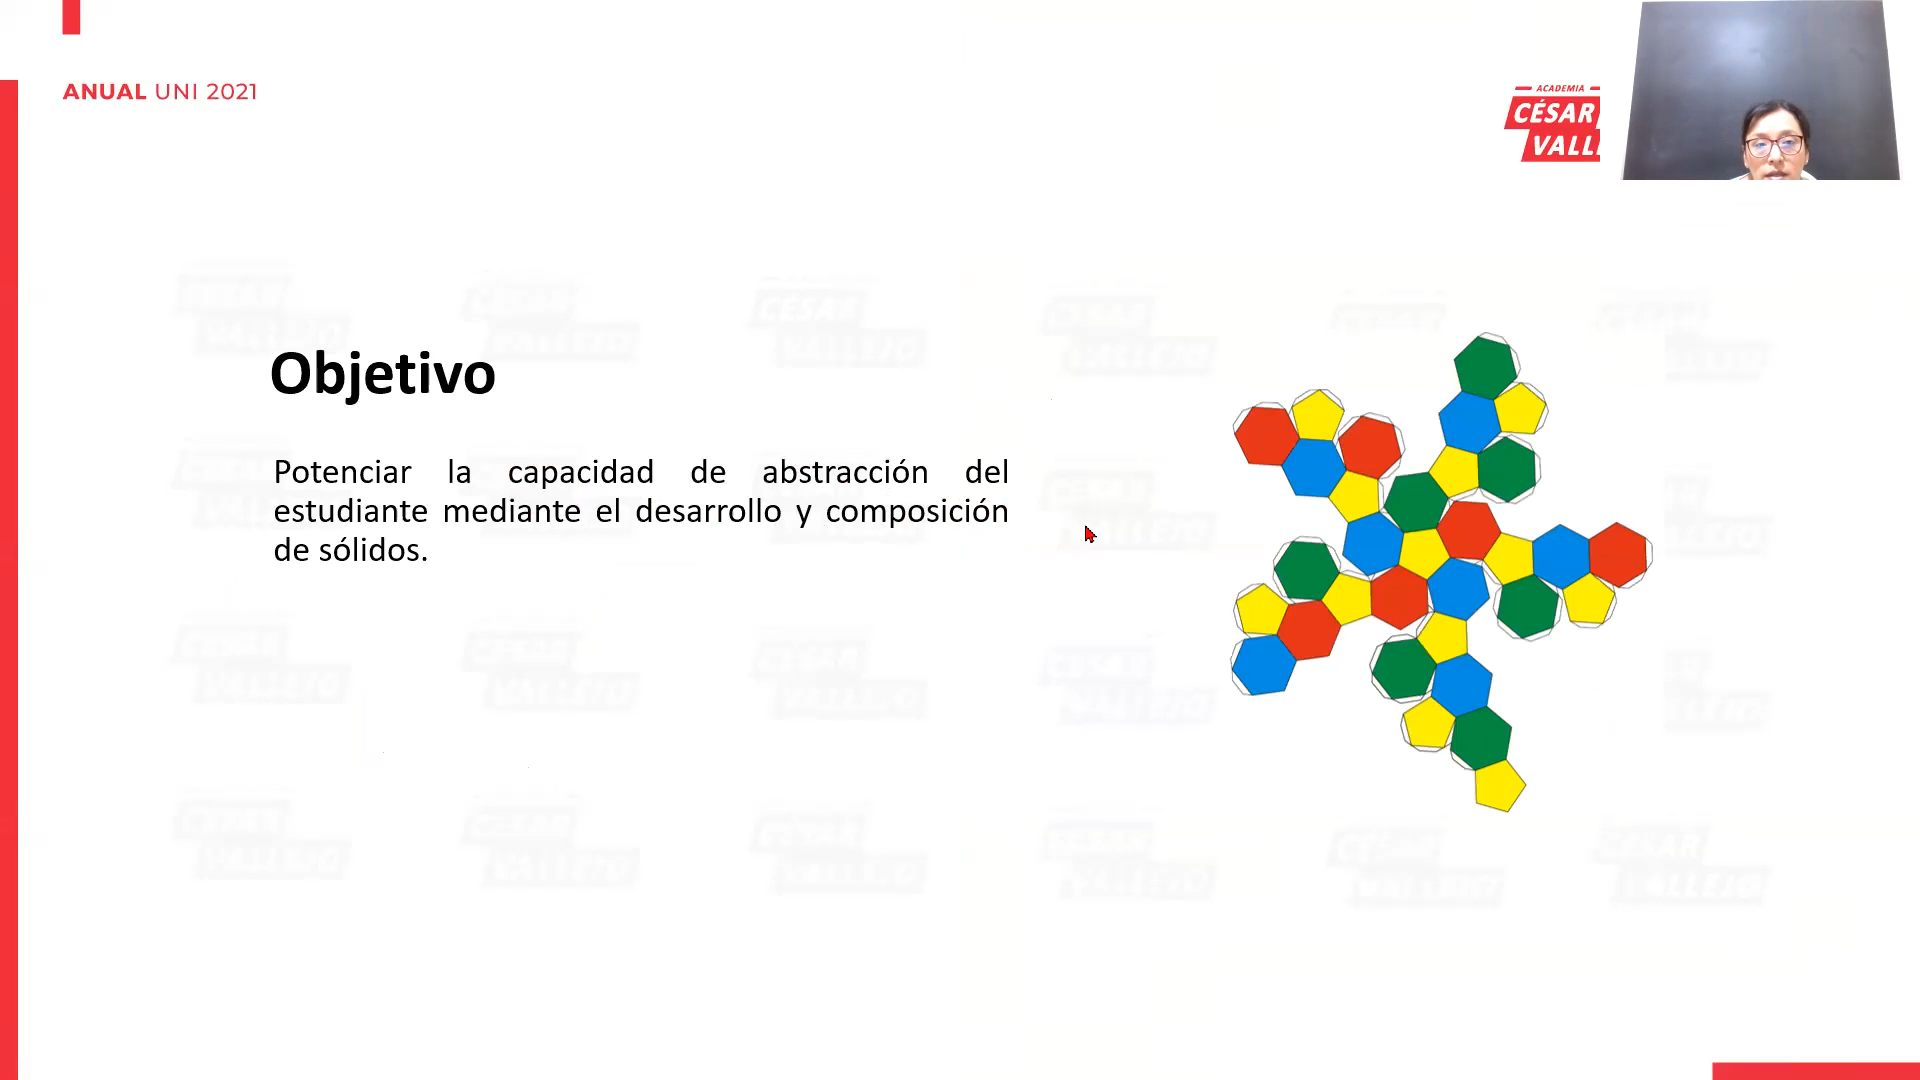 ANUAL UNI 2021
ACADEMIA
CÉSAR
VALL
Objetivo
Potenciar la capacidad de abstracción del
estudiante mediante el desarrollo y composición
de sólidos.